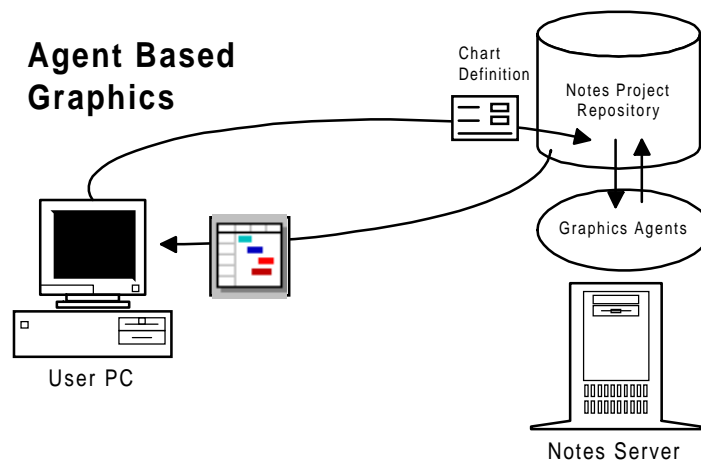 Agent Based
Graphics
Chart
Definition
Notes Project
Repository
Graphics Agents
User PC
Notes Server